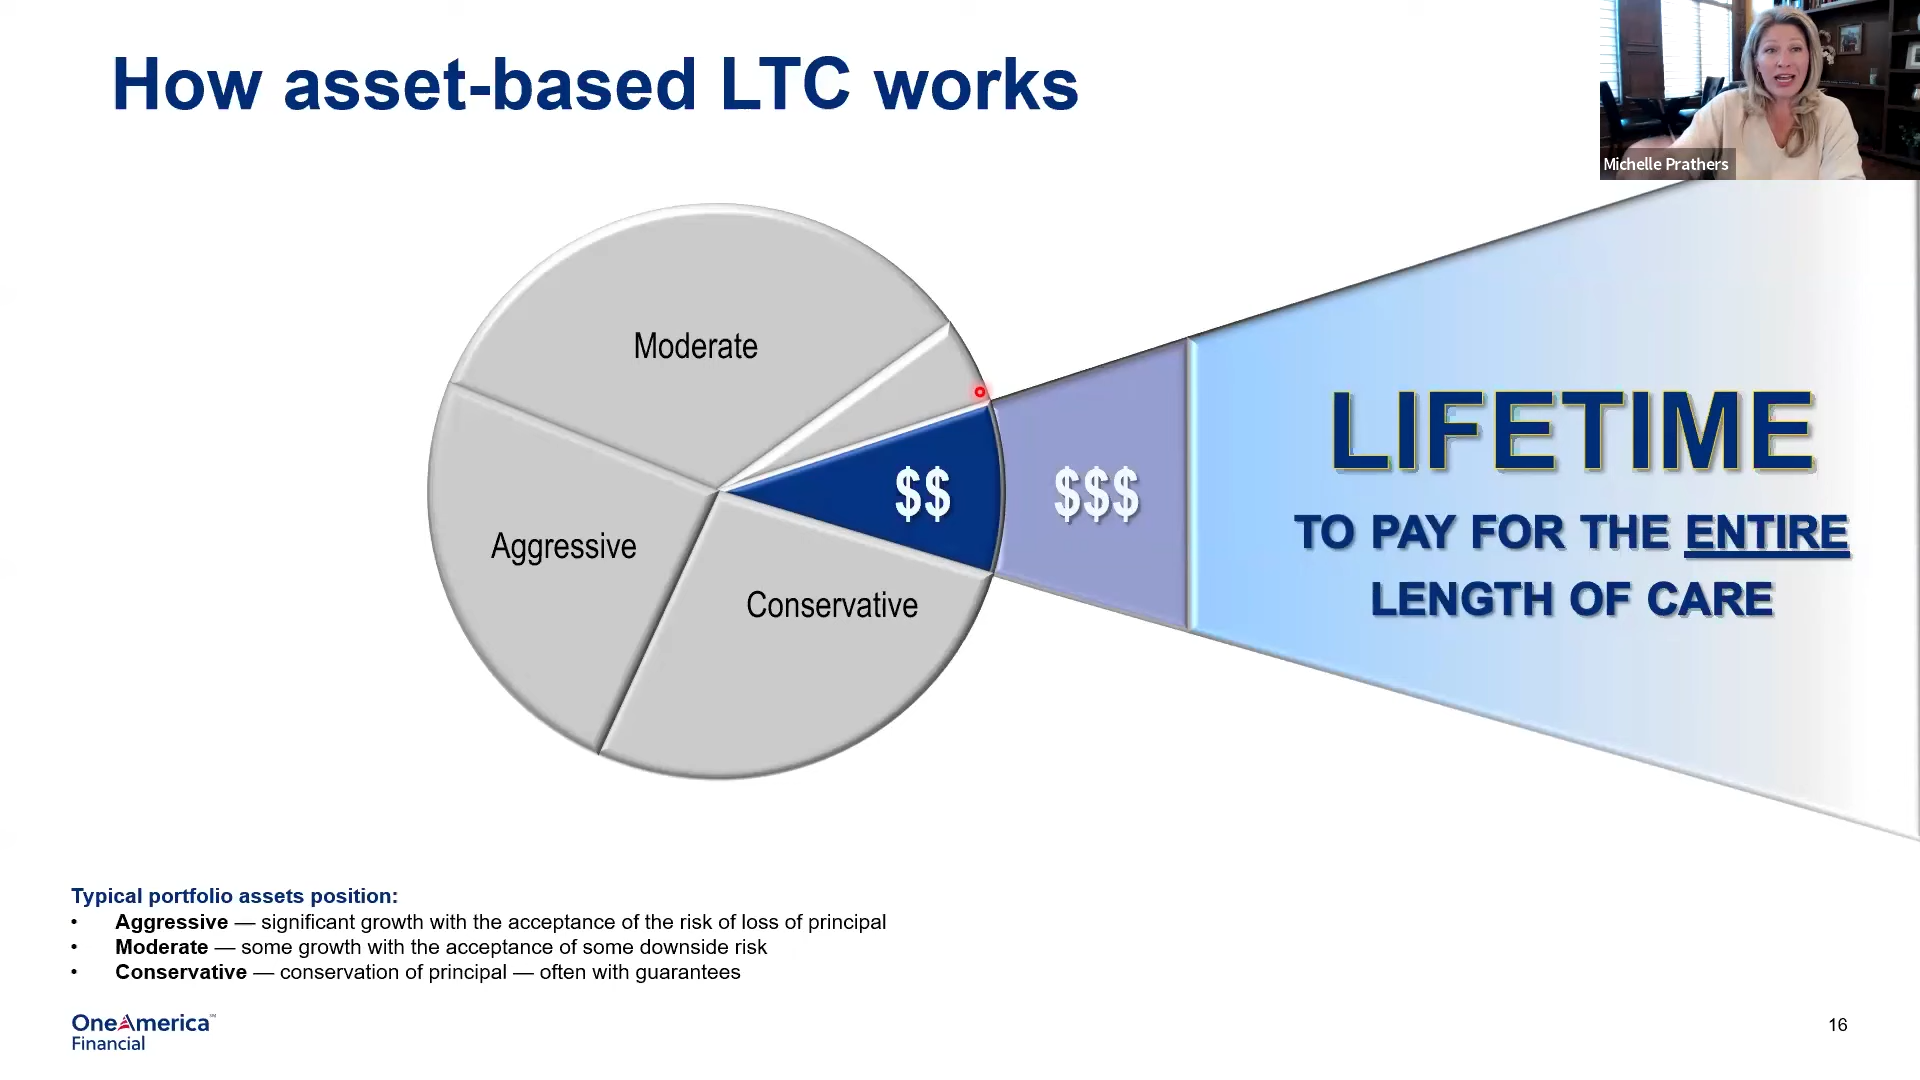 How asset-based LTC works
Michelle Prathers
Moderate
Aggressive
Conservative
$$
$$$
LIFETIME
TO PAY FOR THE ENTIRE
LENGTH OF CARE
Typical portfolio assets position:
• Aggressive — significant growth with the acceptance of the risk of loss of principal
• Moderate — some growth with the acceptance of some downside risk
• Conservative — conservation of principal — often with guarantees
OneAmerica℠
Financial
16